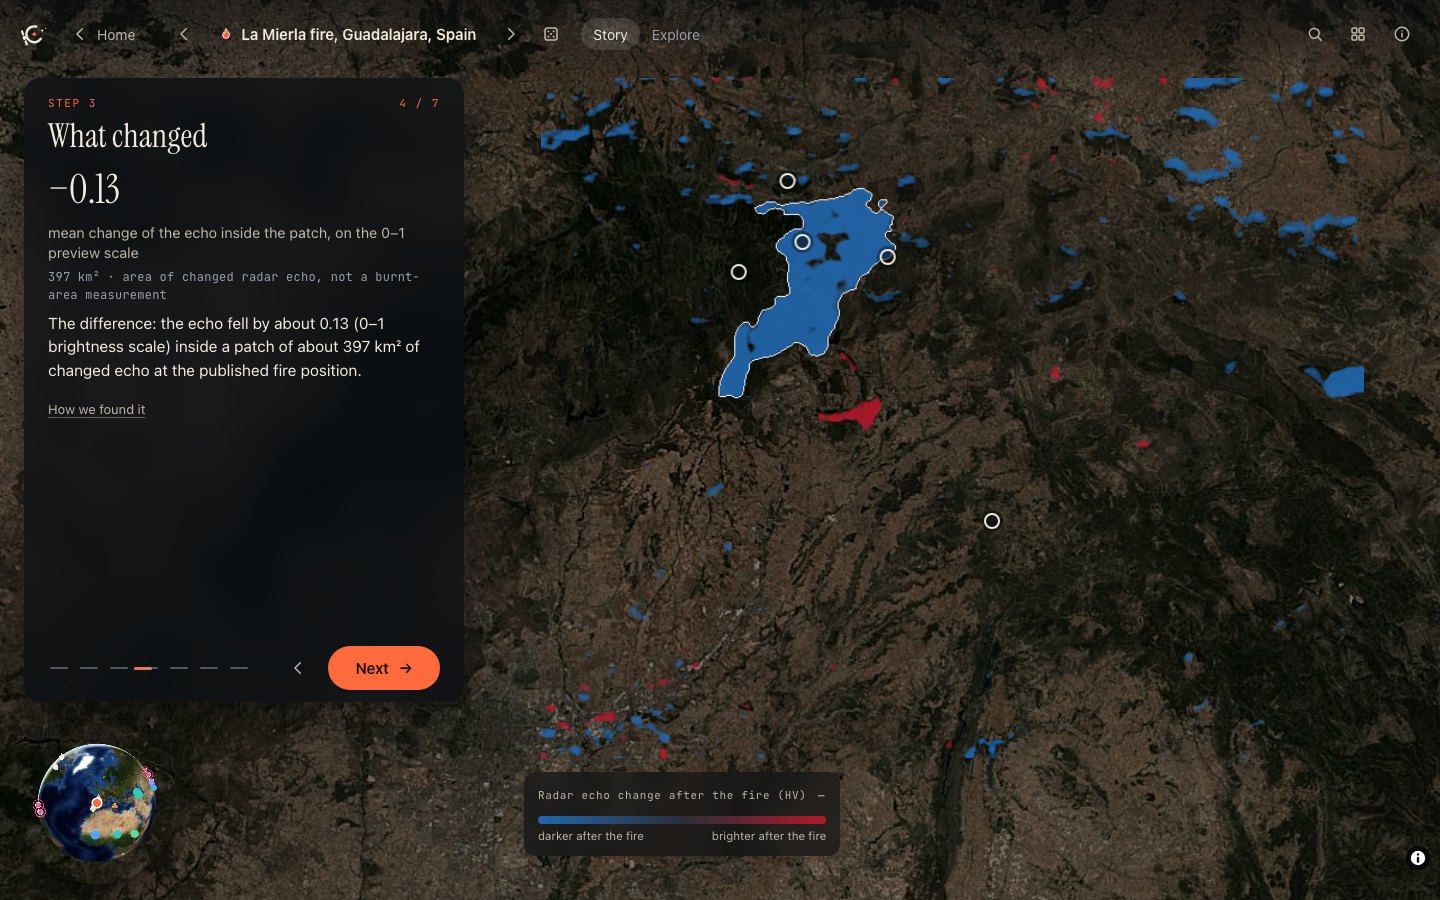 Home
La Mierla fire, Guadalajara, Spain
Story
Explore
STEP 3
4 / 7
What changed
−0.13
mean change of the echo inside the patch, on the 0–1
preview scale
397 km² · area of changed radar echo, not a burnt-
area measurement
The difference: the echo fell by about 0.13 (0–1
brightness scale) inside a patch of about 397 km² of
changed echo at the published fire position.
How we found it
Next →
Radar echo change after the fire (HV) –
darker after the fire
brighter after the fire